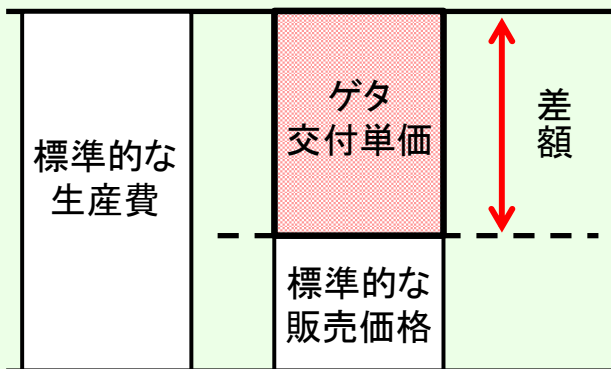 標準的な
生産費
ゲタ
交付単価
標準的な
販売価格
差額